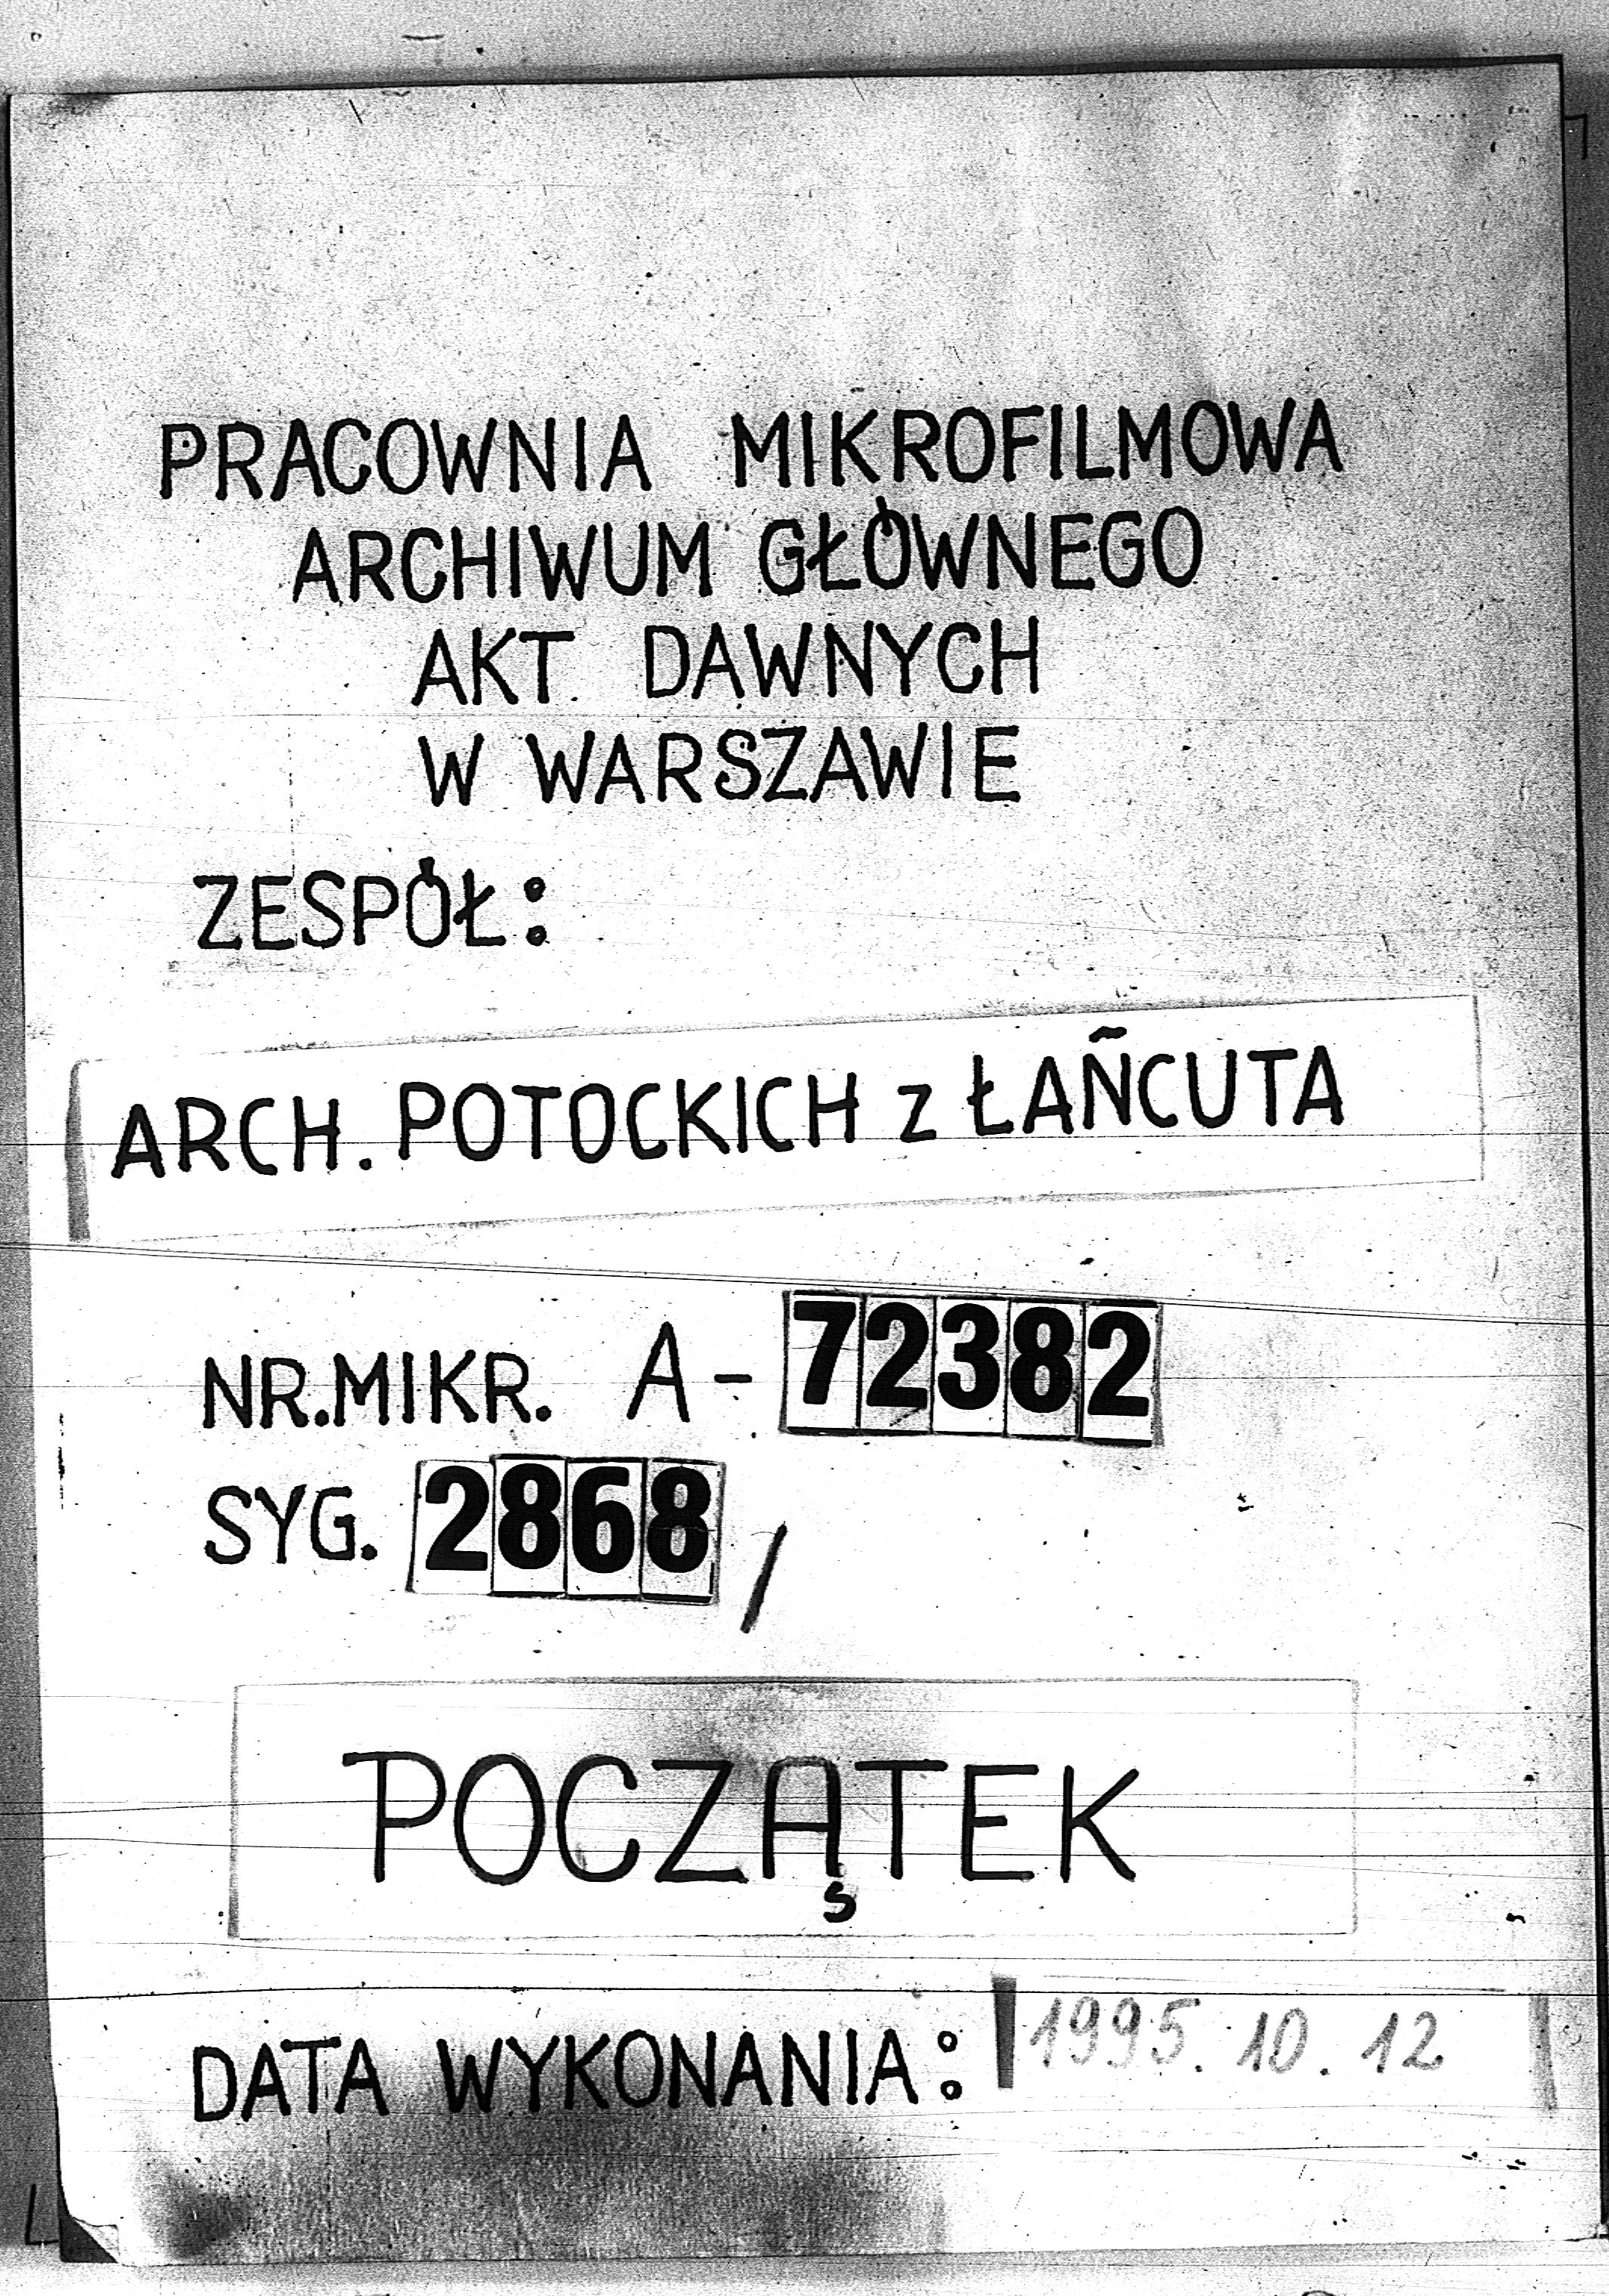 PRACOWNIA MIKROFILMOWA
ARCHIWUM GŁÓWNEGO
AKT DAWNYCH
W WARSZAWIE
ZESPÓŁ:
ARCH. POTOCKICH z ŁAŃCUTA
NR. MIKR. A-72382
SYG. 2868/
POCZĄTEK
DATA WYKONANIA: 1995.10.12